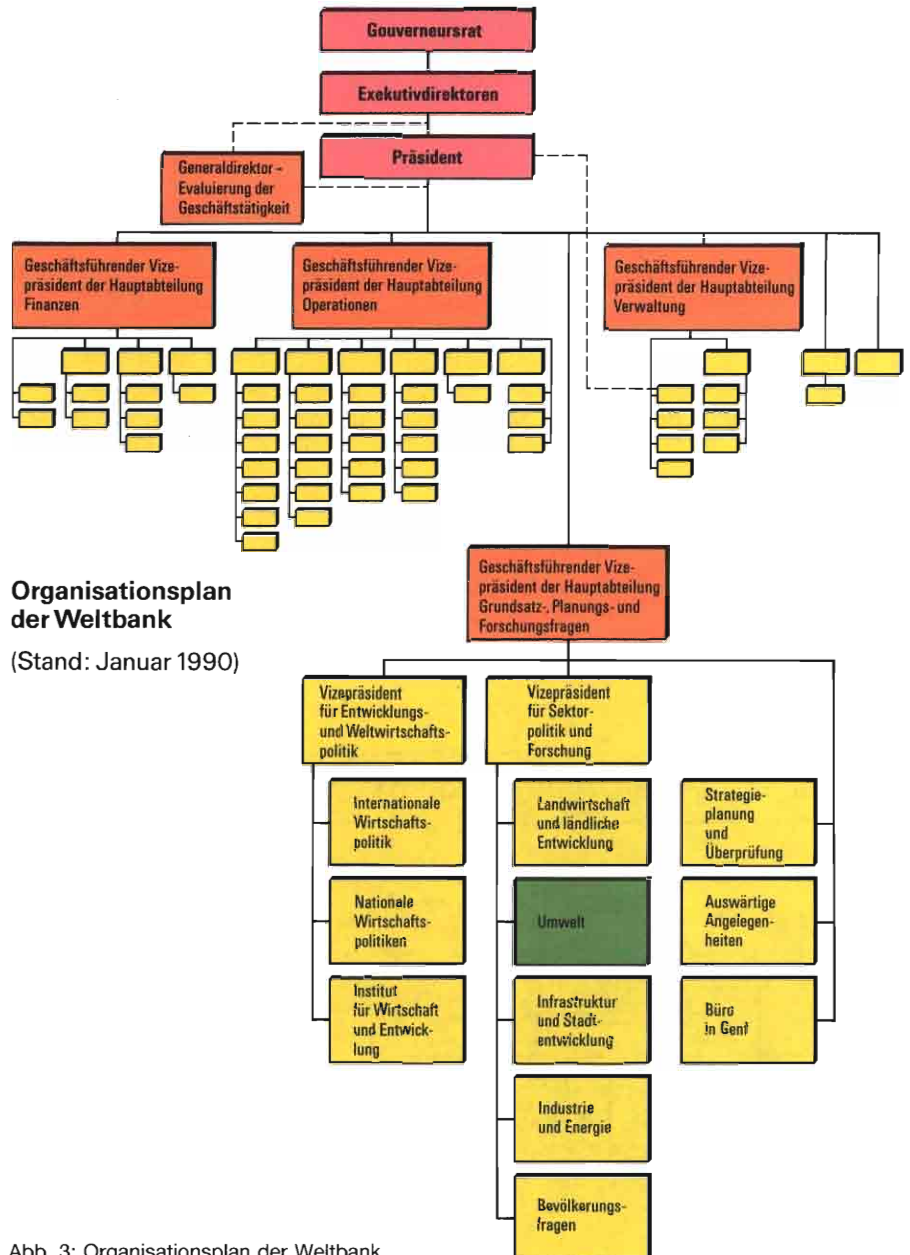 Gouverneursrat
Exekutivdirektoren
Präsident
Generaldirektor –
Evaluierung der
Geschäftstätigkeit
Geschäftsführender Vize-
präsident der Hauptabteilung
Finanzen
Geschäftsführender Vize-
präsident der Hauptabteilung
Operationen
Geschäftsführender Vize-
präsident der Hauptabteilung
Verwaltung
Geschäftsführender Vize-
präsident der Hauptabteilung
Grundsatz-, Planungs- und
Forschungsfragen
Organisationsplan
der Weltbank
(Stand: Januar 1990)
Vizepräsident
für Entwicklungs-
und Weltwirtschafts-
politik
Internationale
Wirtschafts-
politik
Nationale
Wirtschafts-
politiken
Institut
für Wirtschaft
und Entwick-
lung
Vizepräsident
für Sektor-
politik und
Forschung
Landwirtschaft
und ländliche
Entwicklung
Umwelt
Infrastruktur
und Stadt-
entwicklung
Industrie
und Energie
Bevölkerungs-
fragen
Strategie-
planung
und
Überprüfung
Auswärtige
Angelegen-
heiten
Büro
in Genf
Abb. 3: Organisationsplan der Weltbank